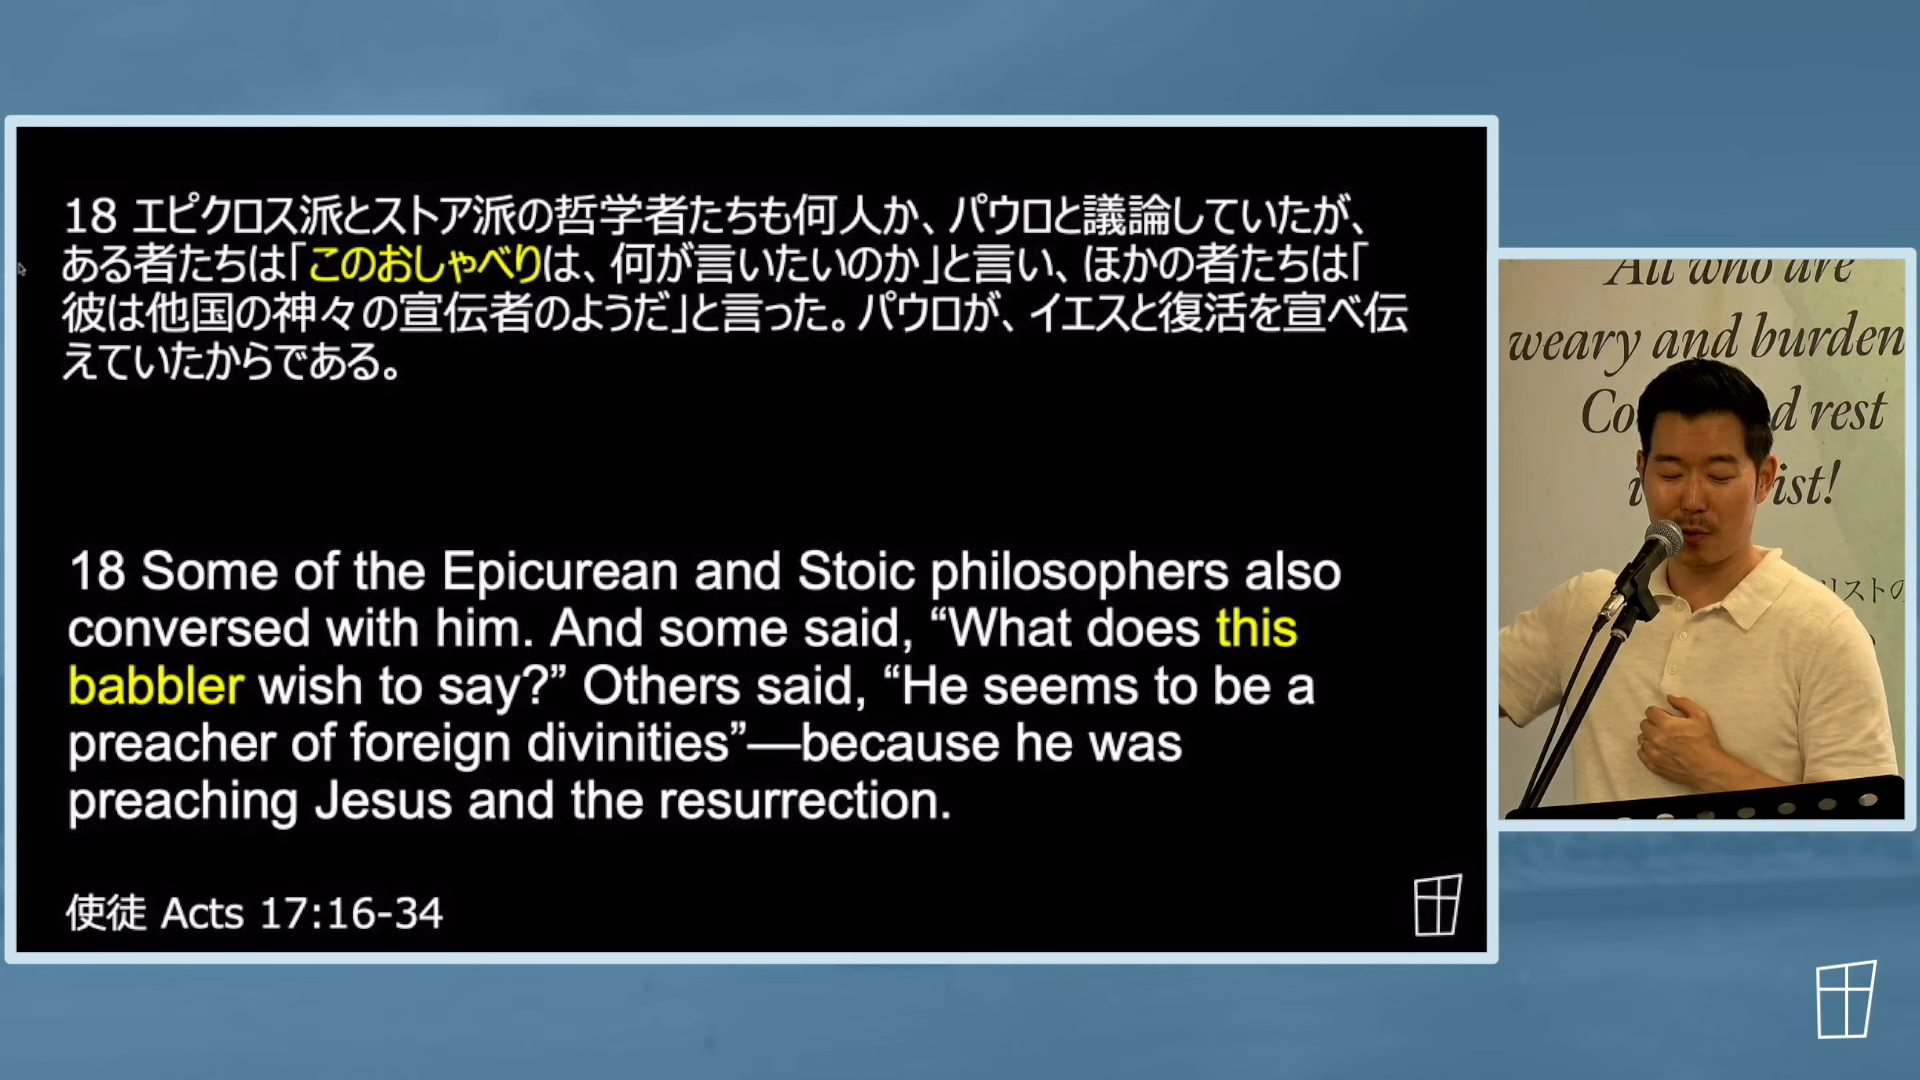 18 エピクロス派とストア派の哲学者たちも何人か、パウロと議論していたが、
ある者たちは「このおしゃべりは、何が言いたいのか」と言い、ほかの者たちは「
彼は他国の神々の宣伝者のようだ」と言った。パウロが、イエスと復活を宣べ伝
えていたからである。
18 Some of the Epicurean and Stoic philosophers also
conversed with him. And some said, “What does this
babbler wish to say?” Others said, “He seems to be a
preacher of foreign divinities”—because he was
preaching Jesus and the resurrection.
使徒 Acts 17:16-34
All who are
weary and burden
Co d rest
i ist!
リストの